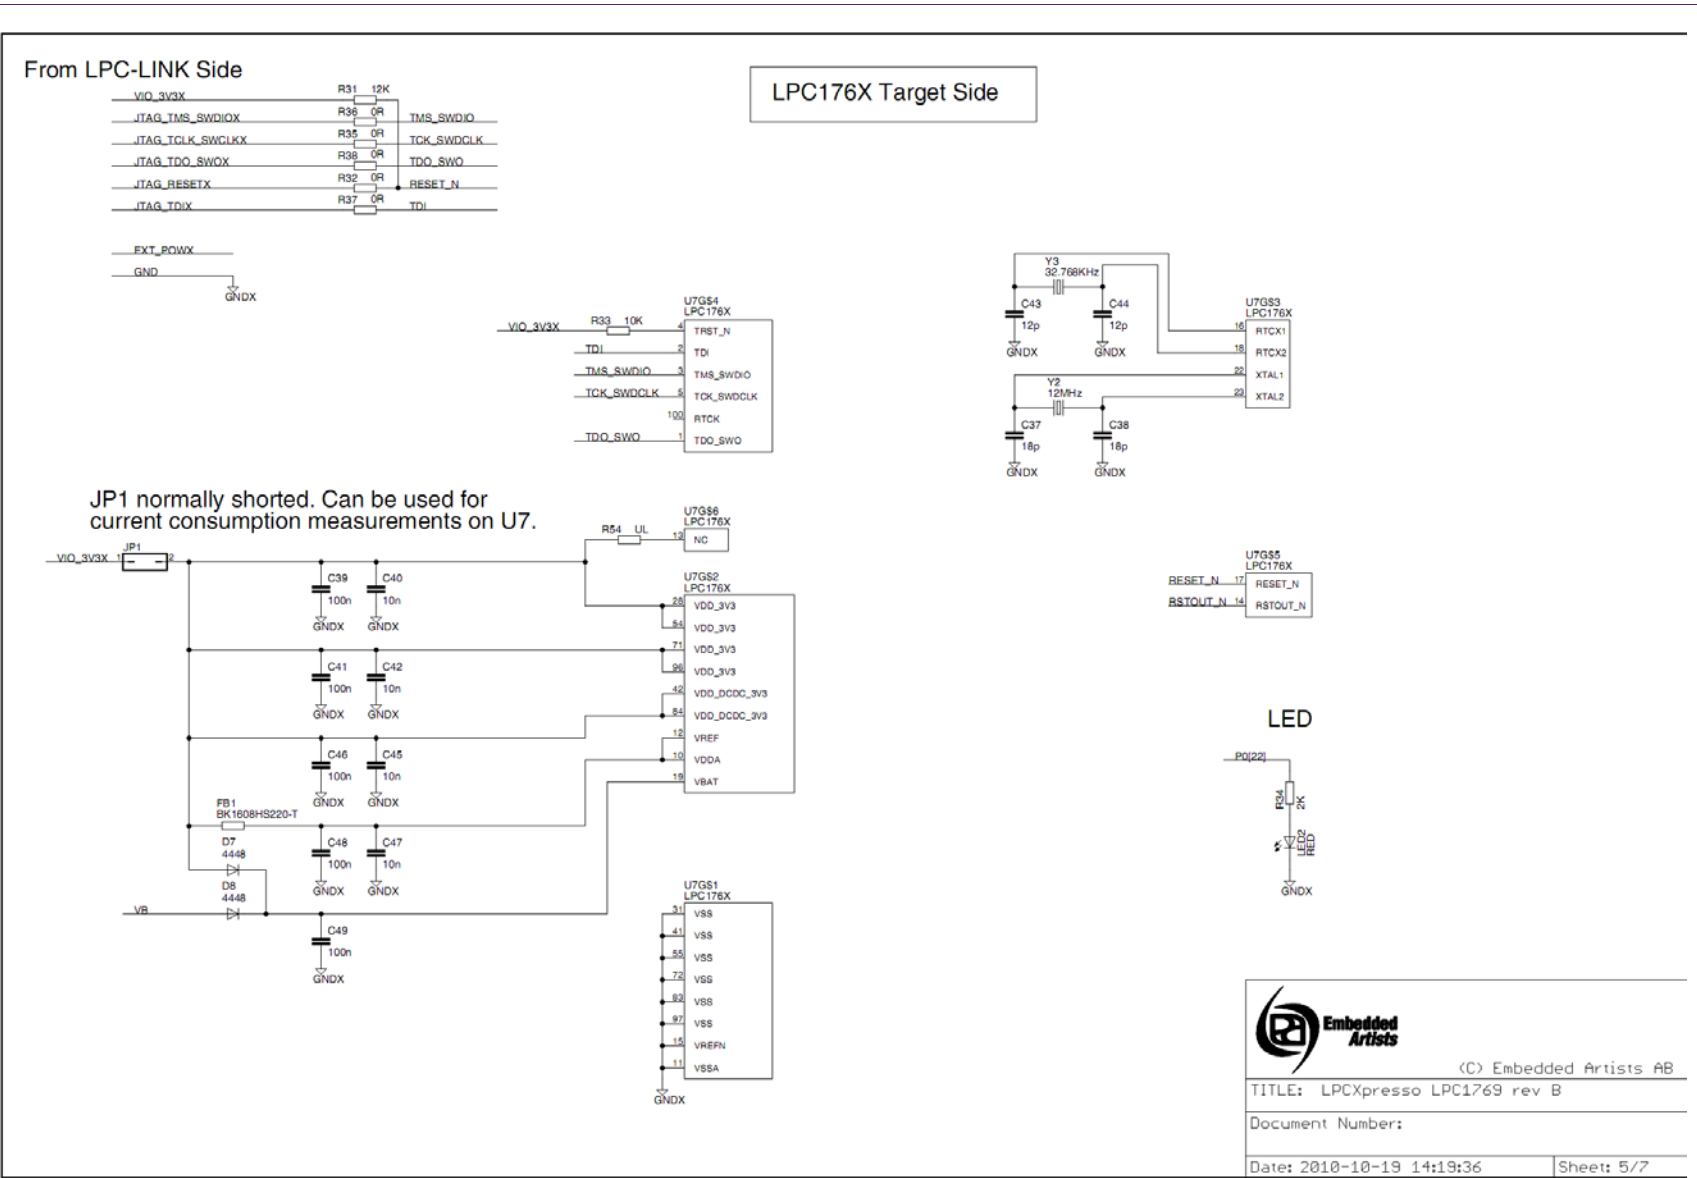 From LPC-LINK Side
VIO_3V3X R31 12K
JTAG_TMS_SWDIOX R36 0R TMS_SWDIO
JTAG_TCLK_SWCLKX R35 0R TCK_SWDCLK
JTAG_TDO_SWOX R38 0R TDO_SWO
JTAG_RESETX R32 0R RESET_N
JTAG_TDIX R37 0R TDI
EXT_POWX
GND
GNDX
LPC176X Target Side
U7G$4
LPC176X
VIO_3V3X R33 10K 4 TRST_N
TDI 2 TDI
TMS_SWDIO 3 TMS_SWDIO
TCK_SWDCLK 5 TCK_SWDCLK
100 RTCK
TDO_SWO 1 TDO_SWO
Y3
32.768KHz
C43 C44
12p 12p
GNDX GNDX
Y2
12MHz
C37 C38
18p 18p
GNDX GNDX
U7G$3
LPC176X
16 RTCX1
18 RTCX2
22 XTAL1
23 XTAL2
JP1 normally shorted. Can be used for
current consumption measurements on U7.
VIO_3V3X 1 JP1 2
U7G$6
LPC176X
R54 UL 13 NC
C39 C40
100n 10n
GNDX GNDX
C41 C42
100n 10n
GNDX GNDX
C46 C45
100n 10n
GNDX GNDX
FB1
BK1608HS220-T
C48 C47
100n 10n
GNDX GNDX
D7
4448
D8
4448
VB
C49
100n
GNDX
U7G$2
LPC176X
28 VDD_3V3
54 VDD_3V3
71 VDD_3V3
96 VDD_3V3
42 VDD_DCDC_3V3
84 VDD_DCDC_3V3
12 VREF
10 VDDA
19 VBAT
U7G$1
LPC176X
31 VSS
41 VSS
55 VSS
72 VSS
83 VSS
97 VSS
15 VREFN
11 VSSA
GNDX
U7G$5
LPC176X
RESET_N 17 RESET_N
RSTOUT_N 14 RSTOUT_N
LED
P0[22]
R34 2K
LED2
RED
GNDX
Embedded
Artists
(C) Embedded Artists AB
TITLE: LPCXpresso LPC1769 rev B
Document Number:
Date: 2010-10-19 14:19:36 Sheet: 5/7